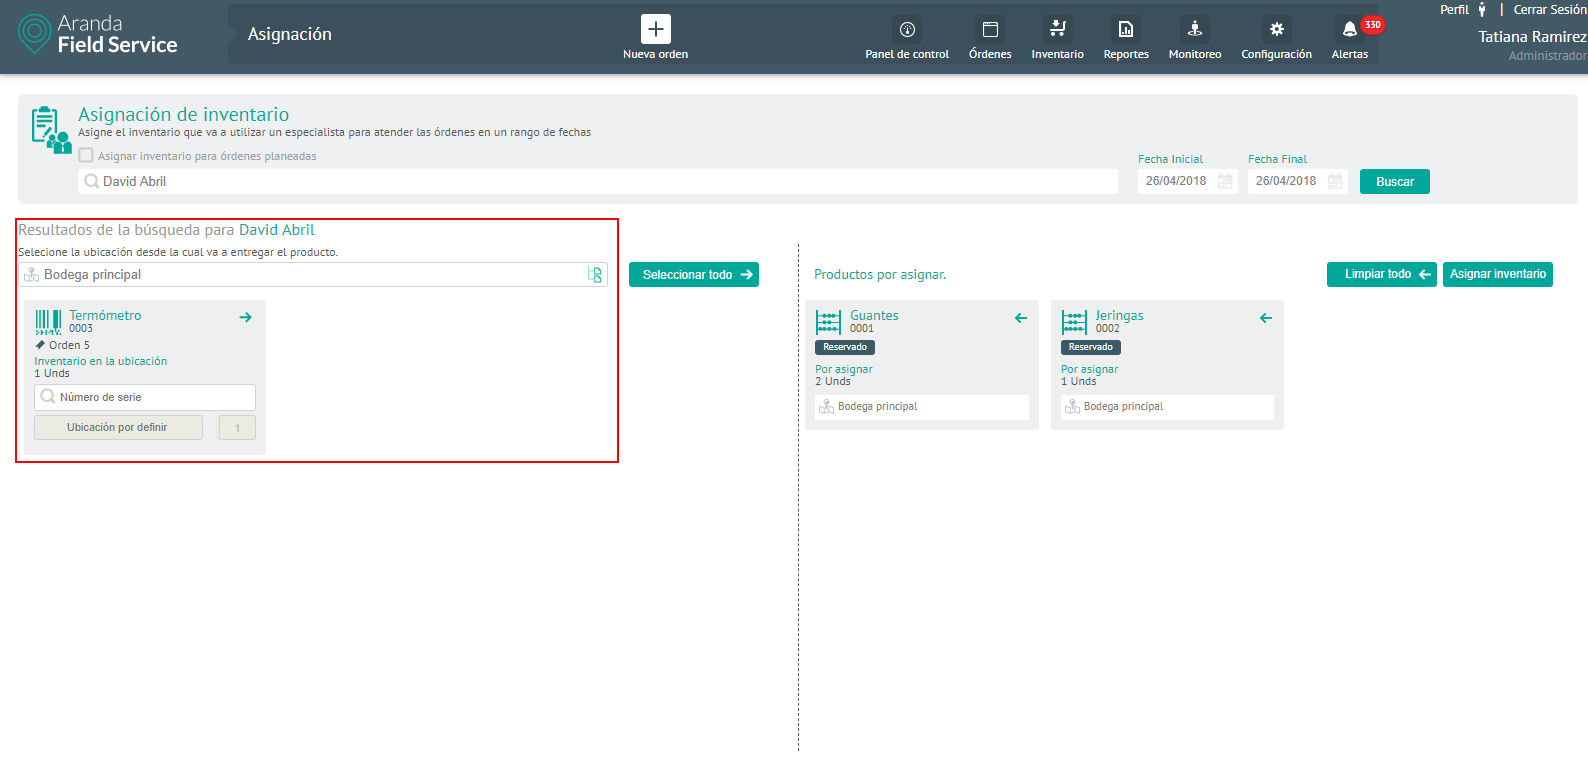 Aranda
Field Service
Asignación
Nueva orden
Panel de control
Órdenes
Inventario
Reportes
Monitoreo
Configuración
Alertas
330
Perfil | Cerrar Sesión
Tatiana Ramirez
Administrador
Asignación de inventario
Asigne el inventario que va a utilizar un especialista para atender las órdenes en un rango de fechas
Asignar inventario para órdenes planeadas
David Abril
Fecha Inicial
26/04/2018
Fecha Final
26/04/2018
Buscar
Resultados de la búsqueda para David Abril
Selecione la ubicación desde la cual va a entregar el producto.
Bodega principal
Seleccionar todo
Termómetro
0003
Orden 5
Inventario en la ubicación
1 Unds
Número de serie
Ubicación por definir
1
Productos por asignar.
Limpiar todo
Asignar inventario
Guantes
0001
Reservado
Por asignar
2 Unds
Bodega principal
Jeringas
0002
Reservado
Por asignar
1 Unds
Bodega principal